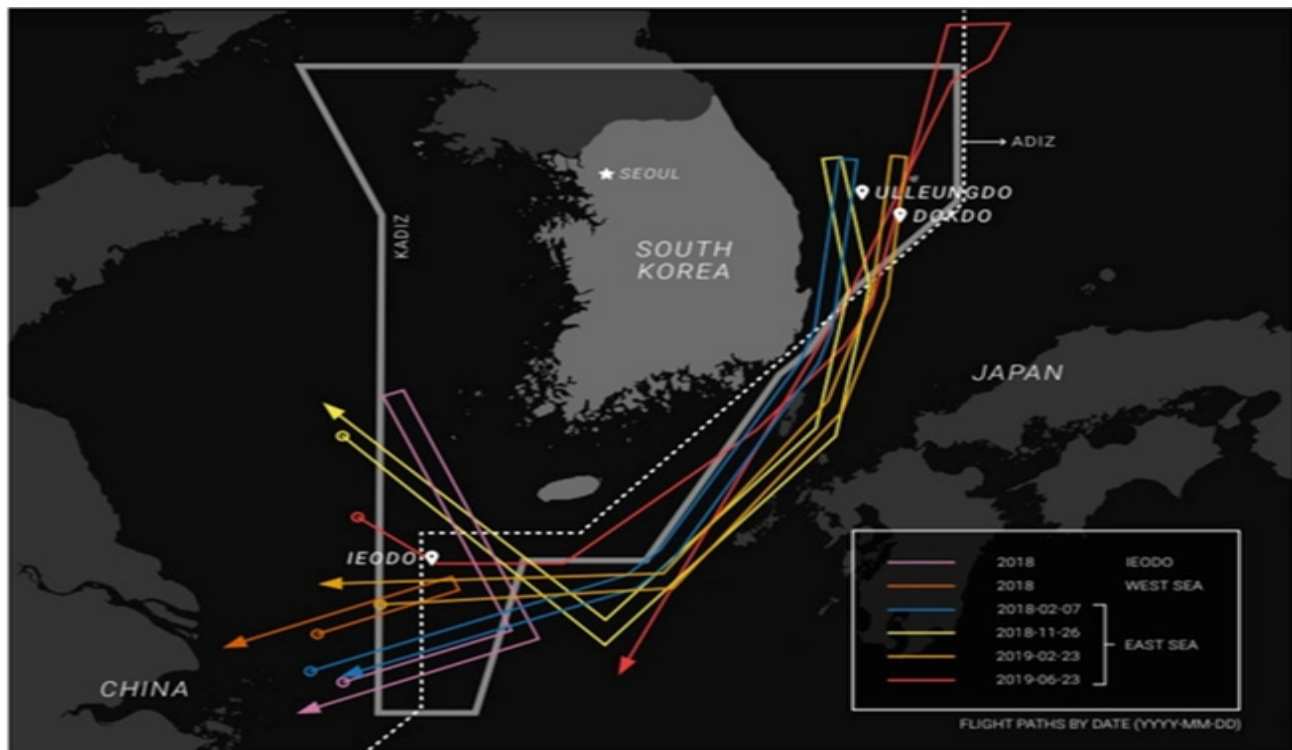 ADIZ
SEOUL
ULLEUNGDO
DOKDO
KADIZ
SOUTH
KOREA
JAPAN
IEODO
CHINA
2018 IEODO
2018 WEST SEA
2018-02-07
2018-11-26
EAST SEA
2019-02-23
2019-06-23
FLIGHT PATHS BY DATE (YYYY-MM-DD)